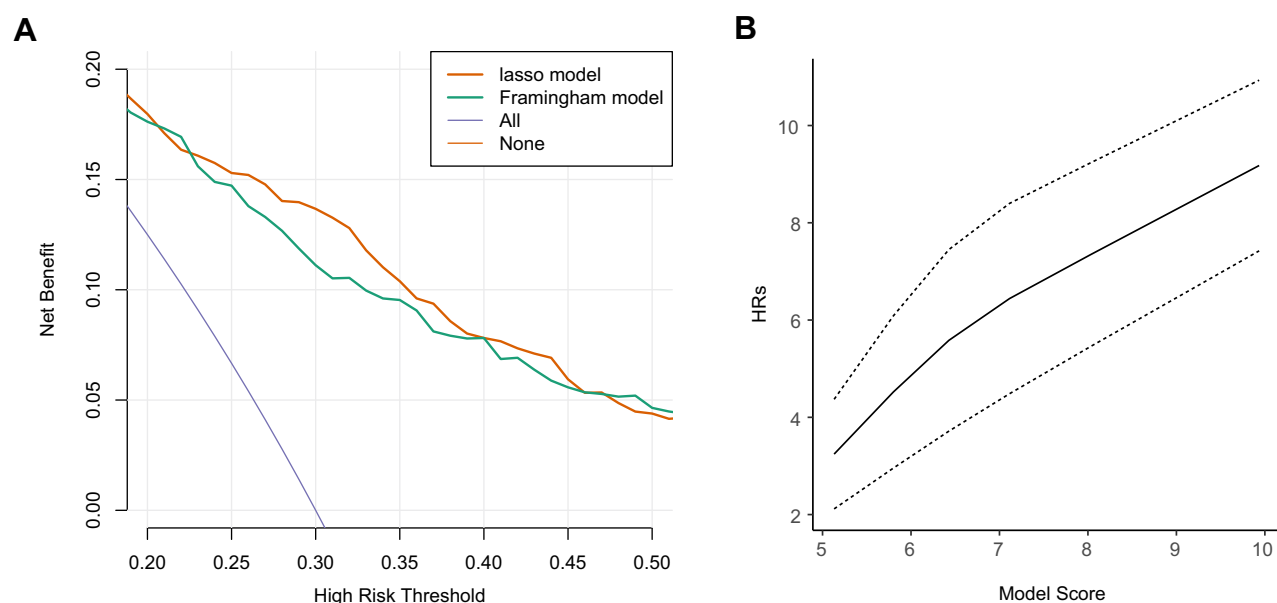 A
0.20
0.15
0.10
0.05
0.00
Net Benefit
lasso model
Framingham model
All
None
0.20 0.25 0.30 0.35 0.40 0.45 0.50
High Risk Threshold
B
10
8
6
4
2
HRs
5 6 7 8 9 10
Model Score